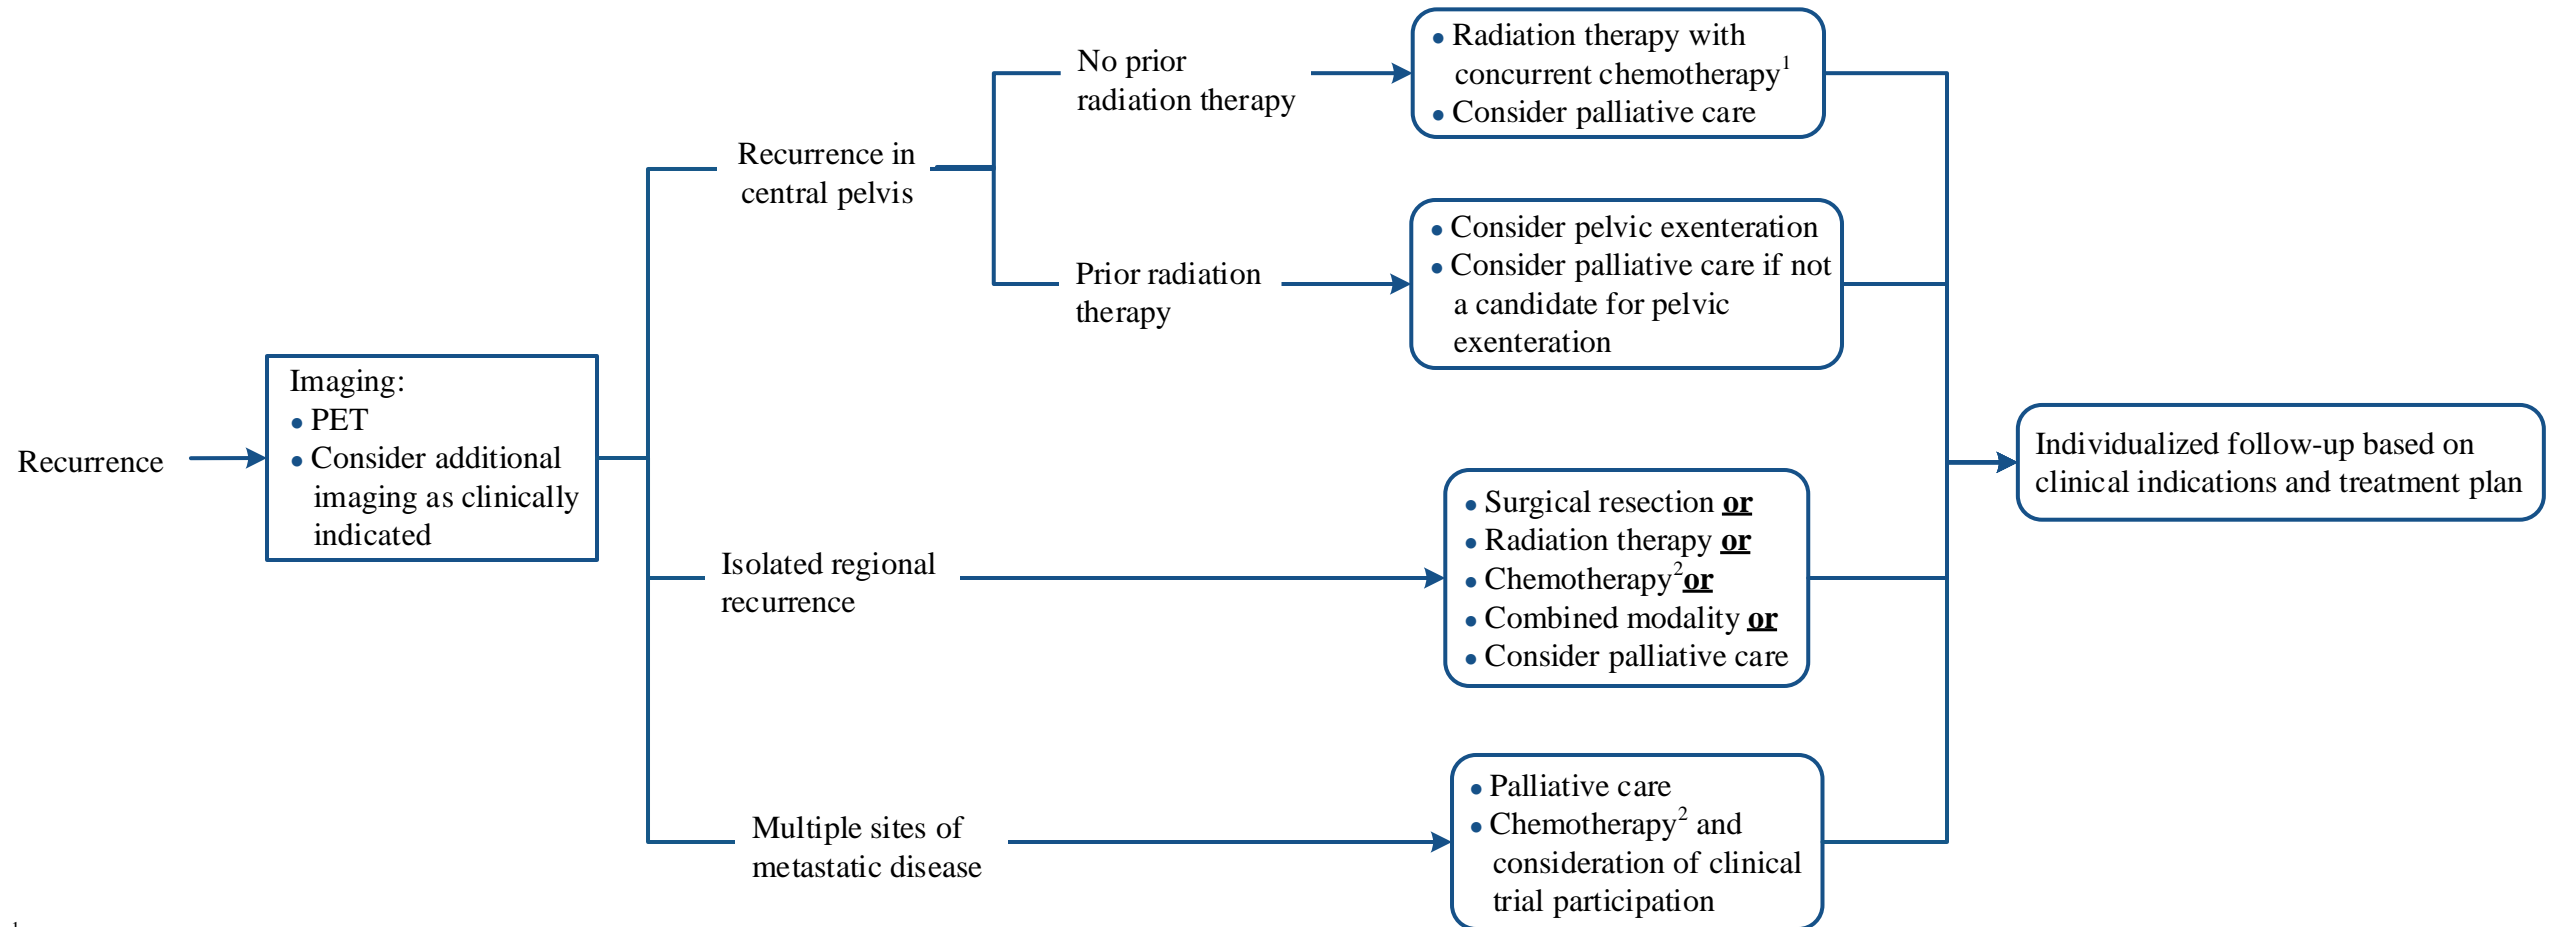 No prior
radiation therapy
• Radiation therapy with
concurrent chemotherapy1
• Consider palliative care
Recurrence in
central pelvis
Prior radiation
therapy
• Consider pelvic exenteration
• Consider palliative care if not
a candidate for pelvic
exenteration
Recurrence
Imaging:
• PET
• Consider additional
imaging as clinically
indicated
Isolated regional
recurrence
• Surgical resection or
• Radiation therapy or
• Chemotherapy2or
• Combined modality or
• Consider palliative care
Individualized follow-up based on
clinical indications and treatment plan
Multiple sites of
metastatic disease
• Palliative care
• Chemotherapy2 and
consideration of clinical
trial participation
1